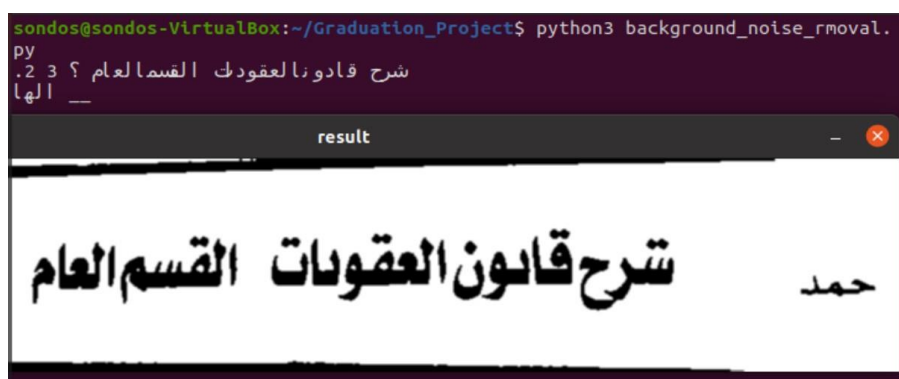 sondos@sondos-VirtualBox:~/Graduation_Project$ python3 background_noise_rmoval.
py
شرح قادونالعقودك القسمالعام ؟ 3 2.
الها __
result
شرح قانون العقوبات القسم العام حمد